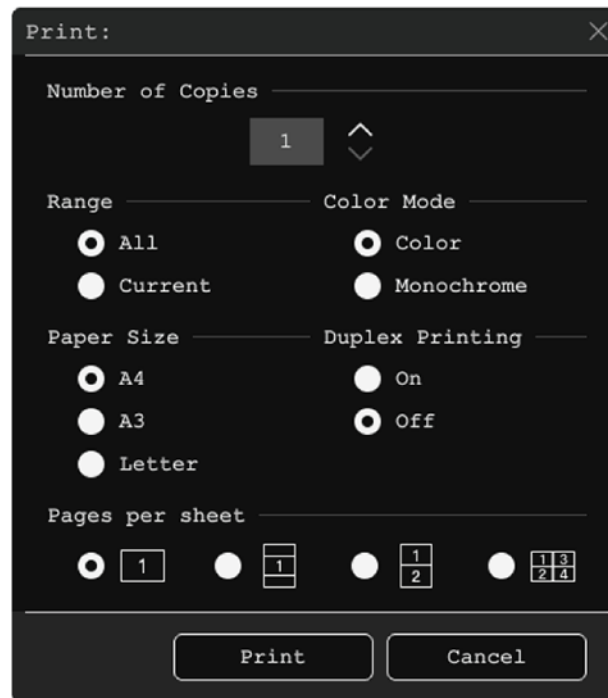 Print:
Number of Copies
1
Range
Color Mode
All
Color
Current
Monochrome
Paper Size
Duplex Printing
A4
On
A3
Off
Letter
Pages per sheet
1
1
1
2
1 3
2 4
Print
Cancel